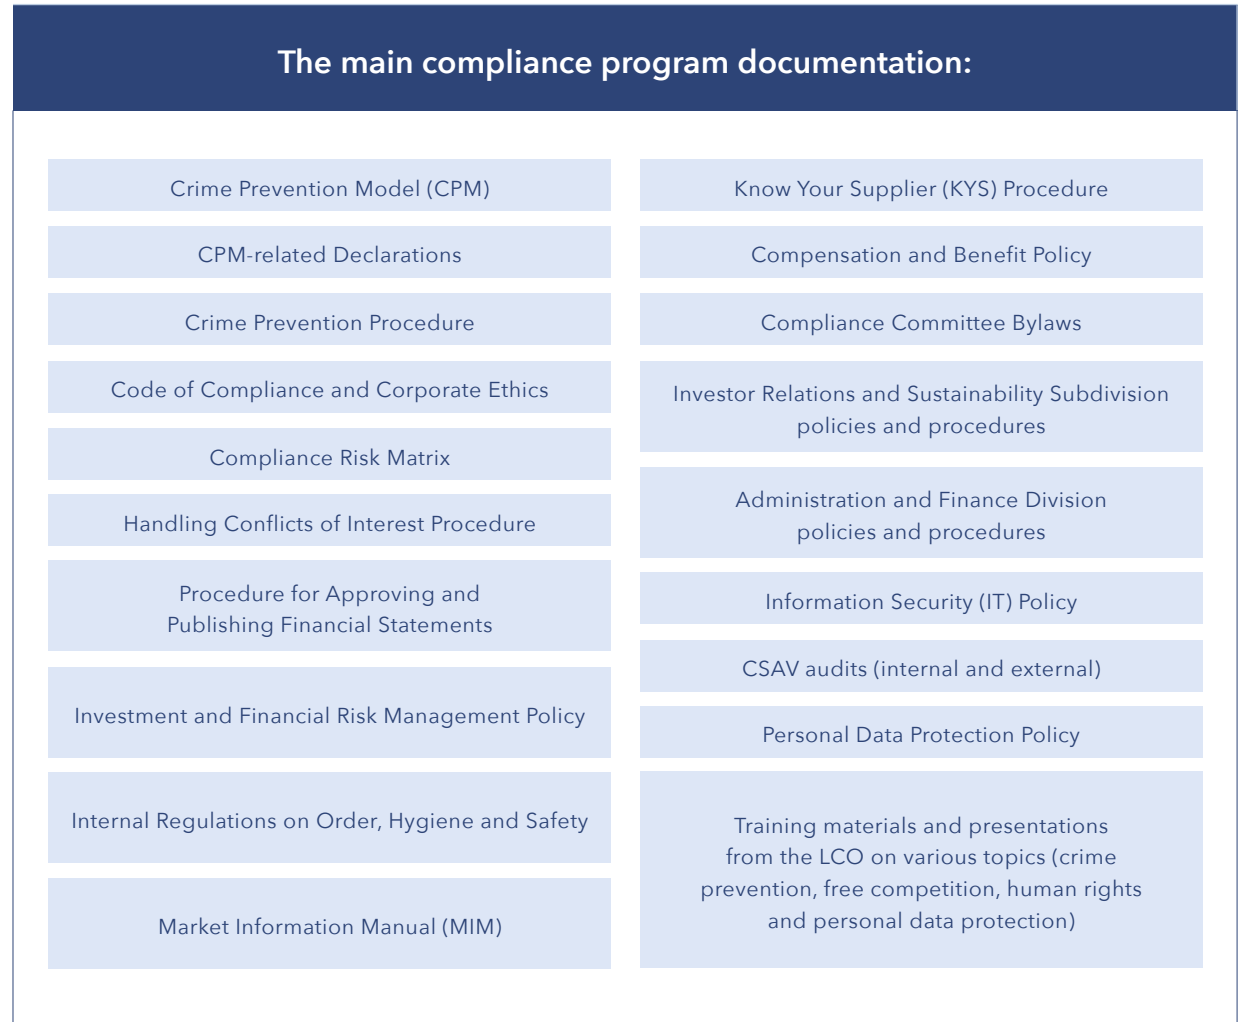 The main compliance program documentation:
Crime Prevention Model (CPM)
CPM-related Declarations
Crime Prevention Procedure
Code of Compliance and Corporate Ethics
Compliance Risk Matrix
Handling Conflicts of Interest Procedure
Procedure for Approving and
Publishing Financial Statements
Investment and Financial Risk Management Policy
Internal Regulations on Order, Hygiene and Safety
Market Information Manual (MIM)
Know Your Supplier (KYS) Procedure
Compensation and Benefit Policy
Compliance Committee Bylaws
Investor Relations and Sustainability Subdivision
policies and procedures
Administration and Finance Division
policies and procedures
Information Security (IT) Policy
CSAV audits (internal and external)
Personal Data Protection Policy
Training materials and presentations
from the LCO on various topics (crime
prevention, free competition, human rights
and personal data protection)